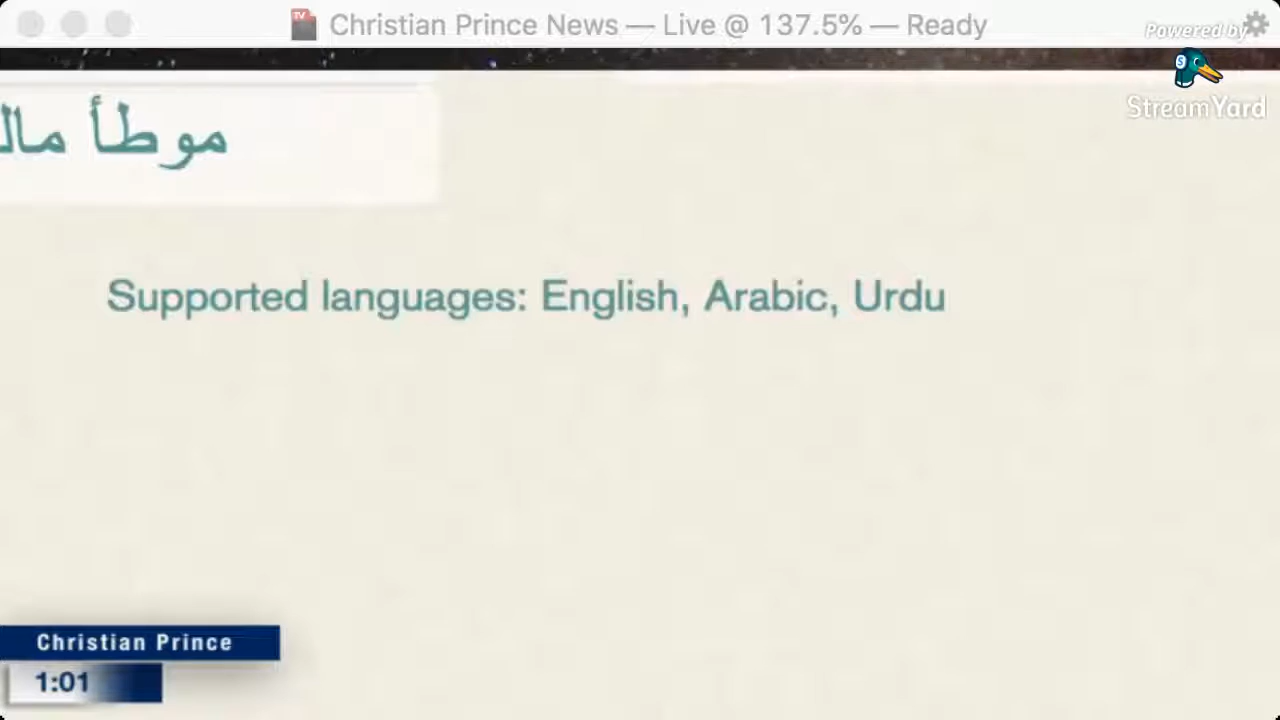 Christian Prince News — Live @ 137.5% — Ready
Powered by
StreamYard
موطأ مال
Supported languages: English, Arabic, Urdu
Christian Prince
1:01